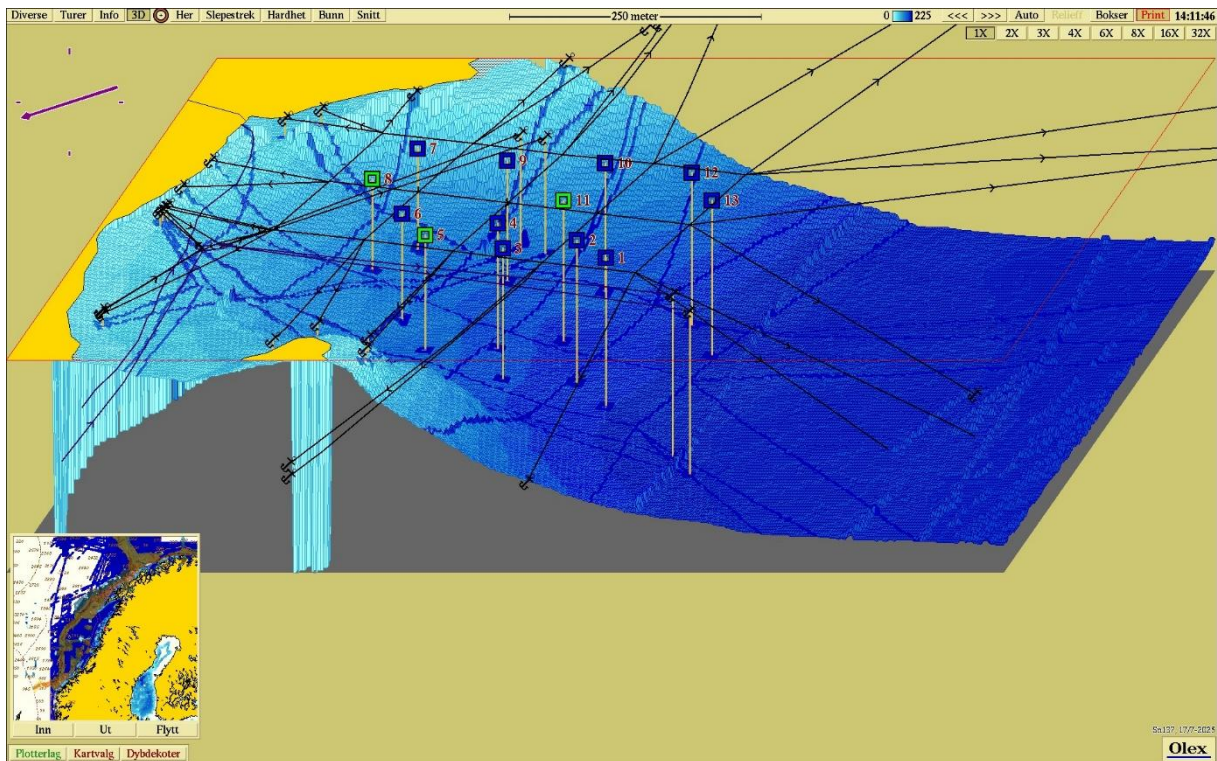 Diverse Turer Info 3D Her Slepestrek Hardhet Bunn Snitt 250 meter 0 225 <<< >>> Auto Relieff Bokser Print 14:11:46
1X 2X 3X 4X 6X 8X 16X 32X
7
9
10
12
8
11
13
6
4
5
2
3
1
Inn Ut Flytt
Plotterlag Kartvalg Dybdekoter
Olex